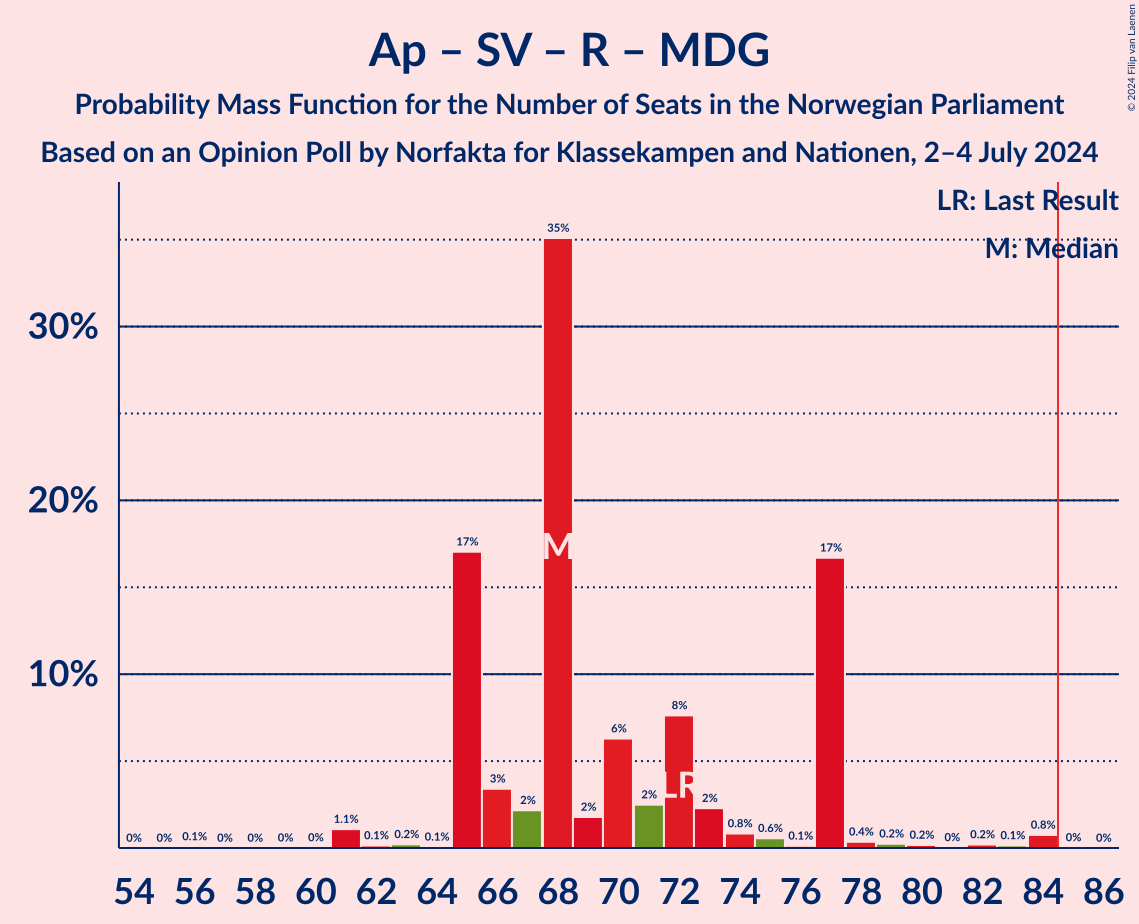 Ap – SV – R – MDG
Probability Mass Function for the Number of Seats in the Norwegian Parliament
Based on an Opinion Poll by Norfakta for Klassekampen and Nationen, 2–4 July 2024
© 2024 Filip van Laenen
LR: Last Result
M: Median
30%
20%
10%
0% 0% 0.1% 0% 0% 0% 0% 1.1% 0.1% 0.2% 0.1% 17% 3% 2% 35% 2% 6% 2% 8% 2% 0.8% 0.6% 0.1% 17% 0.4% 0.2% 0.2% 0% 0.2% 0.1% 0.8% 0% 0%
M
LR
54 56 58 60 62 64 66 68 70 72 74 76 78 80 82 84 86